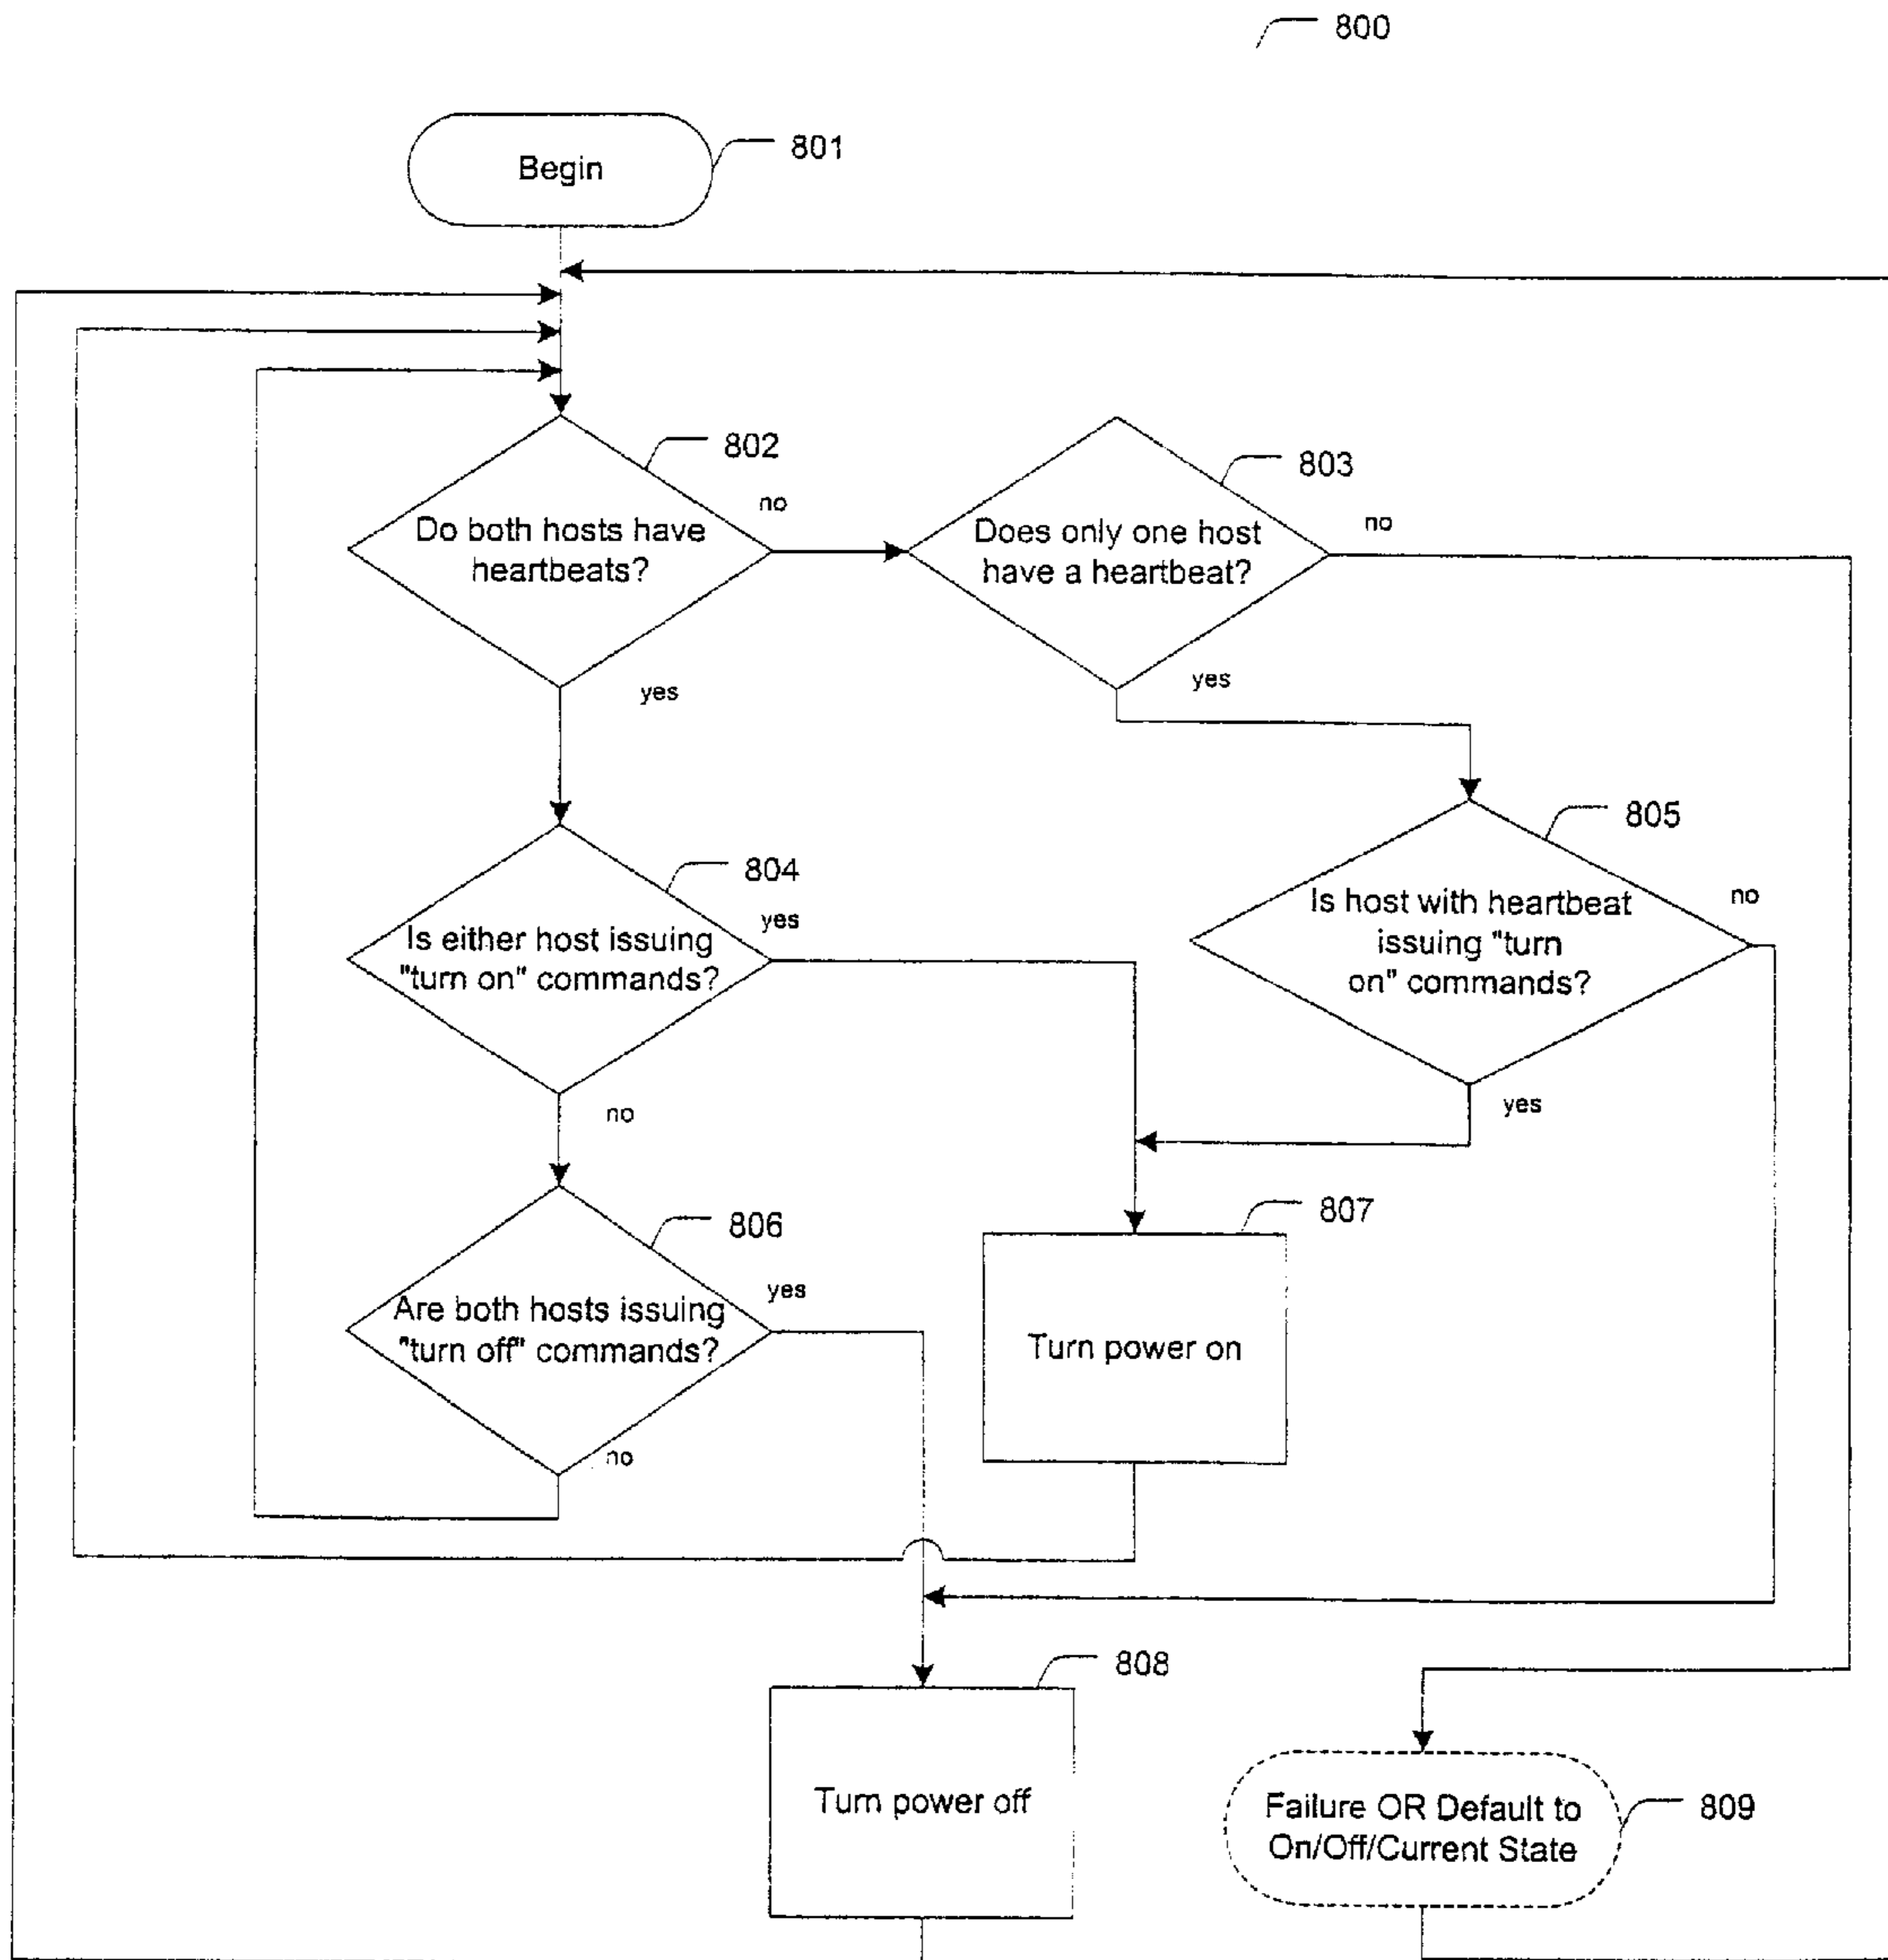 800
Begin
801
802
803
no
no
Do both hosts have
heartbeats?
Does only one host
have a heartbeat?
yes
yes
805
804
yes
no
Is either host issuing
"turn on" commands?
Is host with heartbeat
issuing "turn
on" commands?
no
yes
806
807
yes
Are both hosts issuing
"turn off" commands?
Turn power on
no
808
Turn power off
809
Failure OR Default to
On/Off/Current State